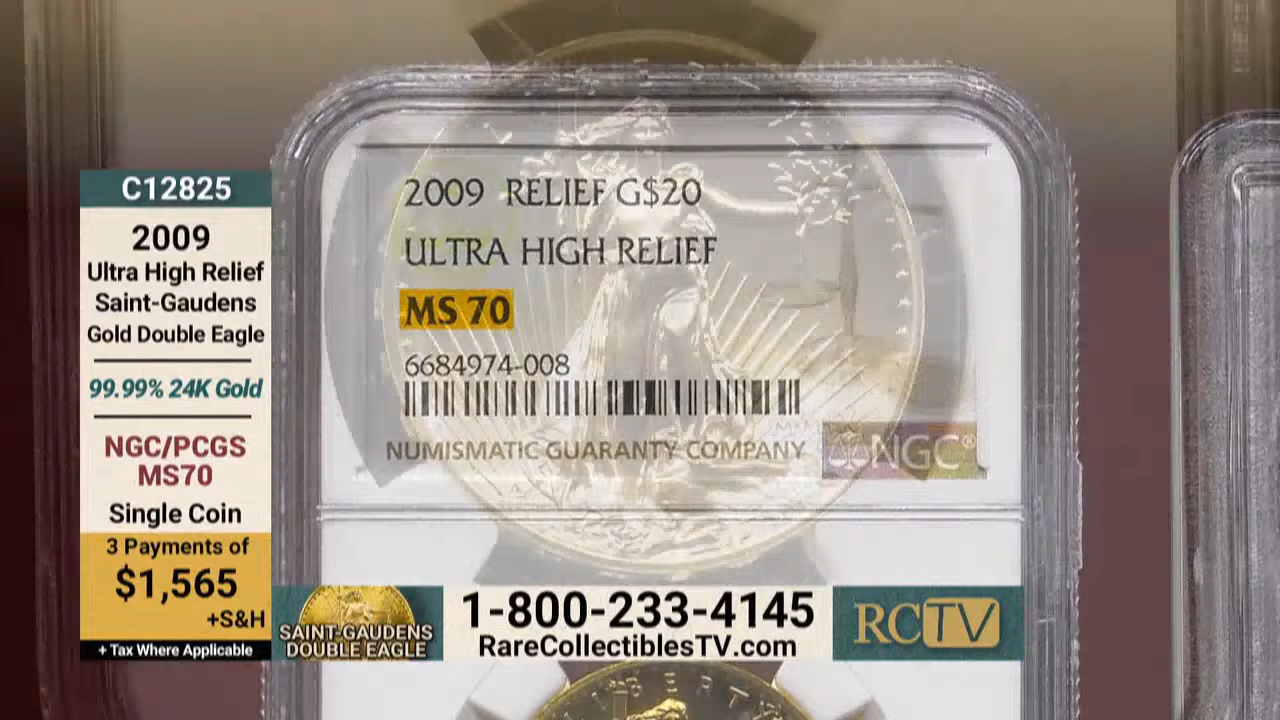 C12825
2009
Ultra High Relief
Saint-Gaudens
Gold Double Eagle
99.99% 24K Gold
NGC/PCGS
MS70
Single Coin
3 Payments of
$1,565
+S&H
+ Tax Where Applicable
2009 RELIEF G$20
ULTRA HIGH RELIEF
MS 70
6684974-008
NUMISMATIC GUARANTY COMPANY
NGC®
SAINT-GAUDENS
DOUBLE EAGLE
1-800-233-4145
RareCollectiblesTV.com
RCTV
LIBERTY